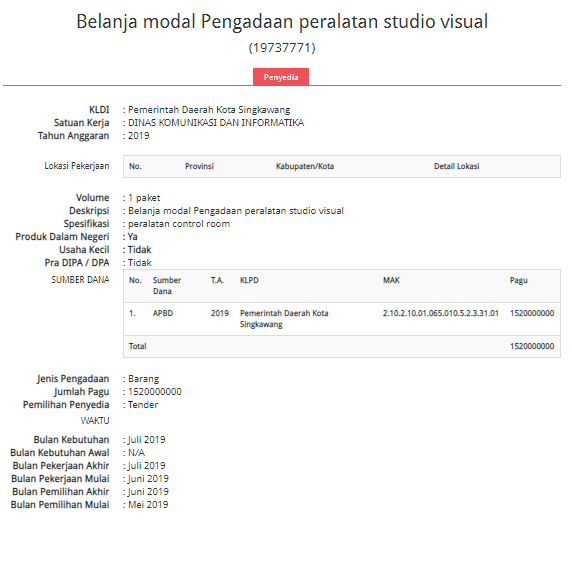 Belanja modal Pengadaan peralatan studio visual
(19737771)
Penyedia
KLDI : Pemerintah Daerah Kota Singkawang
Satuan Kerja : DINAS KOMUNIKASI DAN INFORMATIKA
Tahun Anggaran : 2019
Lokasi Pekerjaan No. Provinsi Kabupaten/Kota Detail Lokasi
Volume : 1 paket
Deskripsi : Belanja modal Pengadaan peralatan studio visual
Spesifikasi : peralatan control room
Produk Dalam Negeri : Ya
Usaha Kecil : Tidak
Pra DIPA / DPA : Tidak
SUMBER DANA No. Sumber Dana T.A. KLPD MAK Pagu
1. APBD 2019 Pemerintah Daerah Kota Singkawang 2.10.2.10.01.065.010.5.2.3.31.01 1520000000
Total 1520000000
Jenis Pengadaan : Barang
Jumlah Pagu : 1520000000
Pemilihan Penyedia : Tender
WAKTU
Bulan Kebutuhan : Juli 2019
Bulan Kebutuhan Awal : N/A
Bulan Pekerjaan Akhir : Juli 2019
Bulan Pekerjaan Mulai : Juni 2019
Bulan Pemilihan Akhir : Juni 2019
Bulan Pemilihan Mulai : Mei 2019